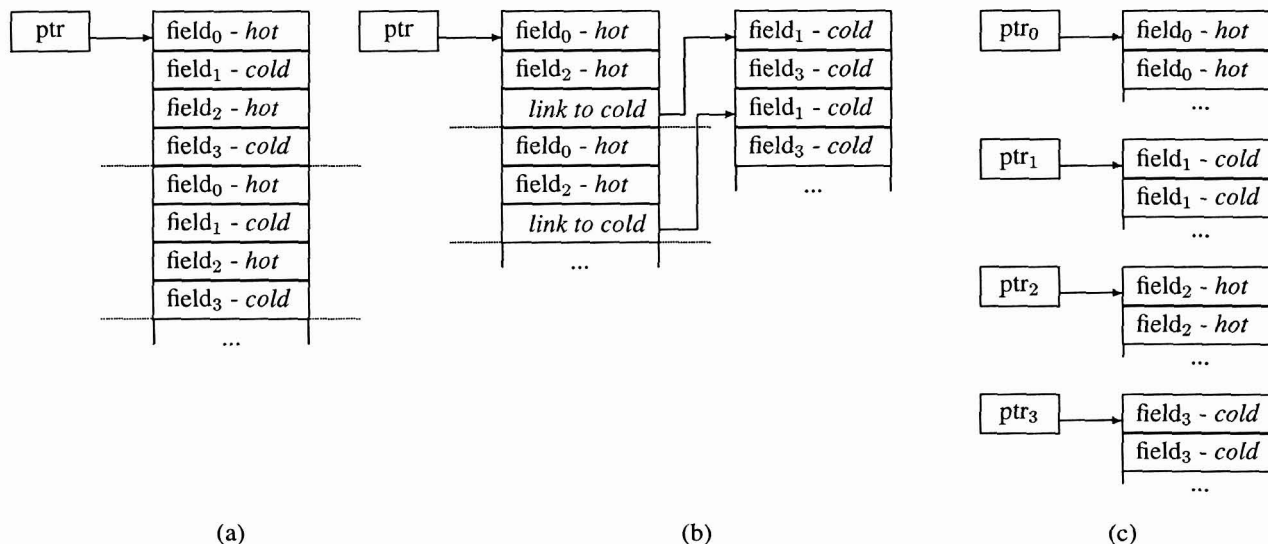 ptr
field₀ - hot
field₁ - cold
field₂ - hot
field₃ - cold
field₀ - hot
field₁ - cold
field₂ - hot
field₃ - cold
...
(a)
ptr
field₀ - hot
field₂ - hot
link to cold
field₀ - hot
field₂ - hot
link to cold
...
field₁ - cold
field₃ - cold
field₁ - cold
field₃ - cold
...
(b)
ptr₀
field₀ - hot
field₀ - hot
...
ptr₁
field₁ - cold
field₁ - cold
...
ptr₂
field₂ - hot
field₂ - hot
...
ptr₃
field₃ - cold
field₃ - cold
...
(c)